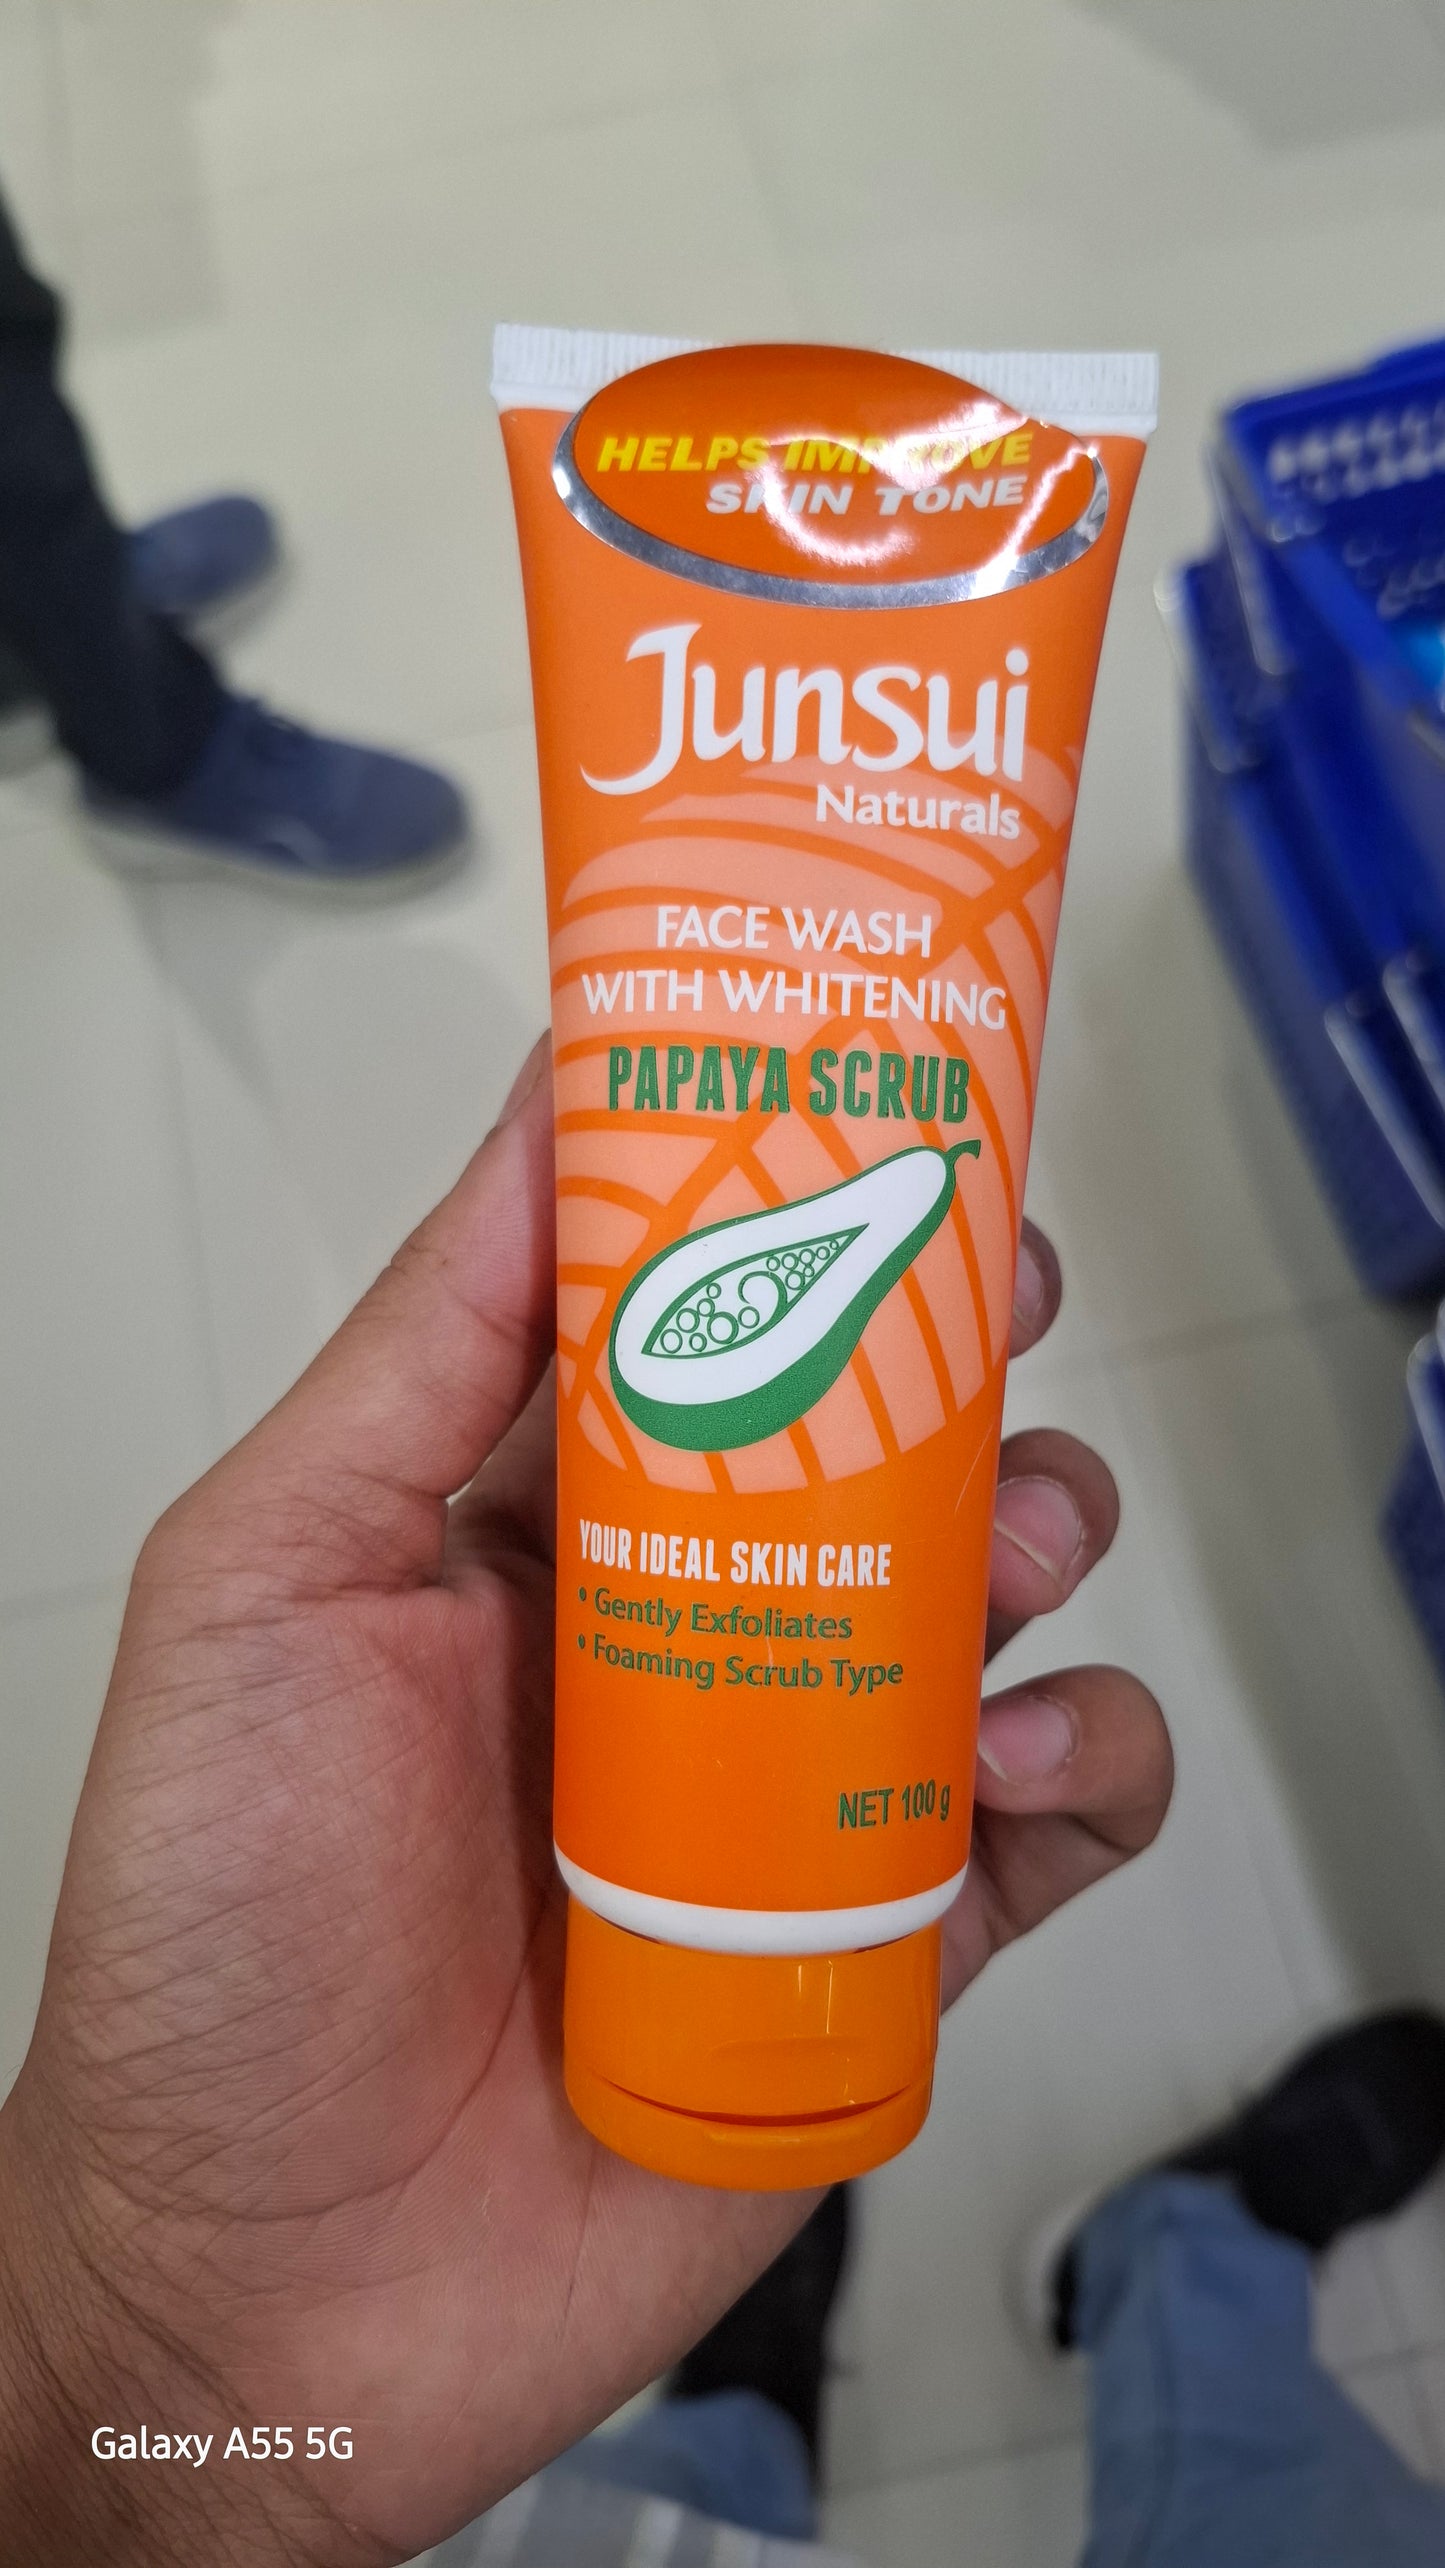 HELPS IMPROVE
SKIN TONE
Junsui
Naturals
FACE WASH
WITH WHITENING
PAPAYA SCRUB
YOUR IDEAL SKIN CARE
• Gently Exfoliates
• Foaming Scrub Type
NET 100 g
Galaxy A55 5G